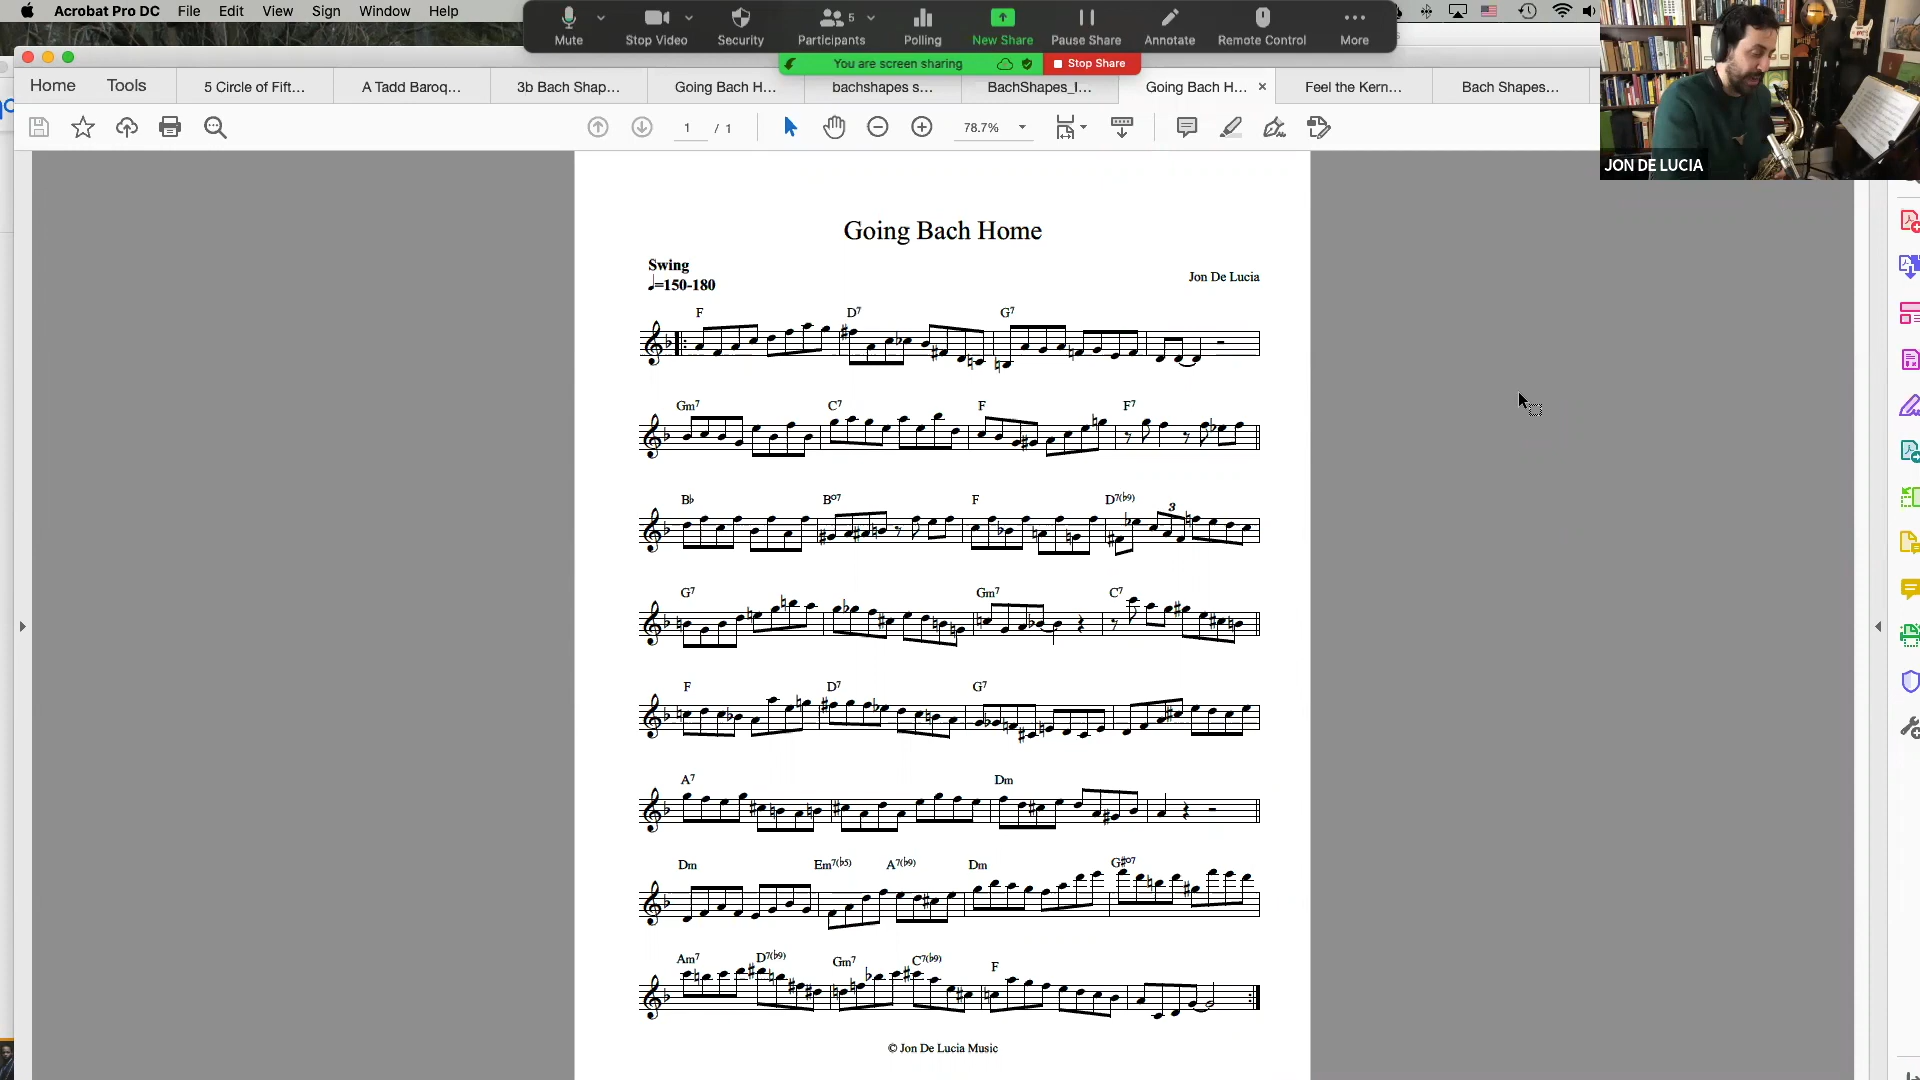 Acrobat Pro DC File Edit View Sign Window Help
5
Mute Stop Video Security Participants Polling New Share Pause Share Annotate Remote Control More
You are screen sharing Stop Share
Home Tools 5 Circle of Fift... A Tadd Baroq... 3b Bach Shap... Going Bach H... bachshapes s... BachShapes_I... Going Bach H... × Feel the Kern... Bach Shapes...
1 / 1 78.7%
JON DE LUCIA
Going Bach Home
Swing
♩=150-180
Jon De Lucia
F D7 G7
Gm7 C7 F F7
B♭ Bo7 F D7(♭9)
3
G7 Gm7 C7
F D7 G7
A7 Dm
Dm Em7(♭5) A7(♭9) Dm G#o7
Am7 D7(♭9) Gm7 C7(♭9) F
© Jon De Lucia Music